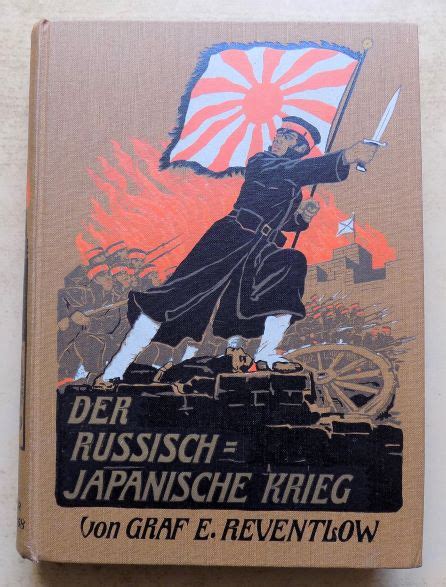 DER
RUSSISCH=
JAPANISCHE KRIEG
von GRAF E. REVENTLOW